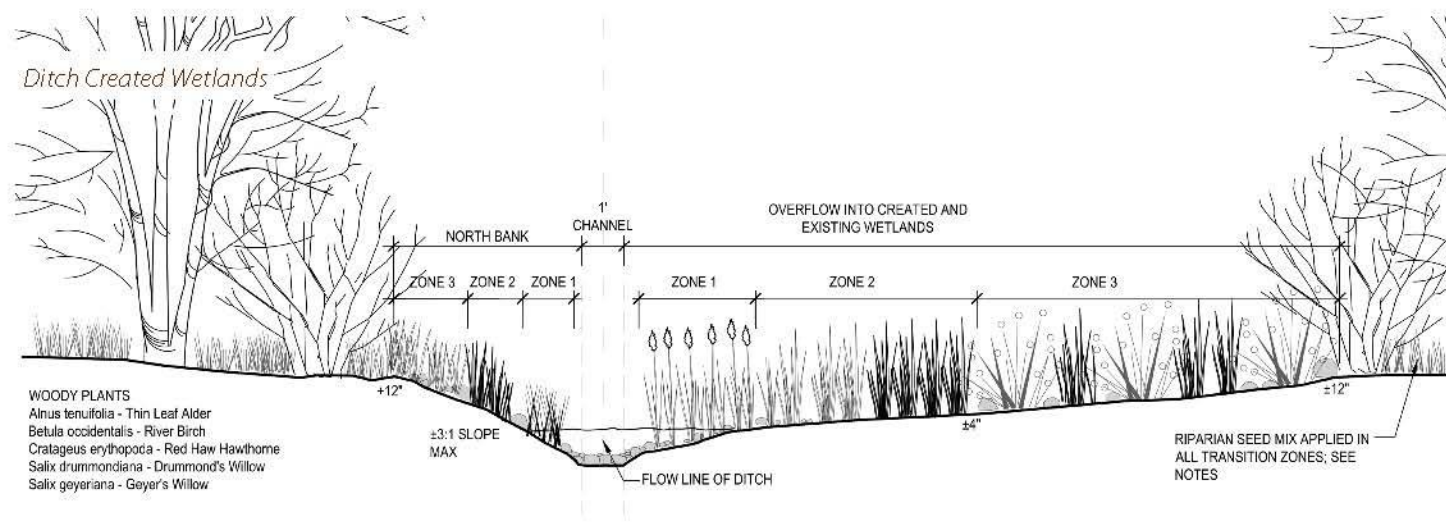 Ditch Created Wetlands
1'
CHANNEL
NORTH BANK
OVERFLOW INTO CREATED AND
EXISTING WETLANDS
ZONE 3
ZONE 2
ZONE 1
ZONE 1
ZONE 2
ZONE 3
+12"
±3:1 SLOPE
MAX
FLOW LINE OF DITCH
±4"
±12"
WOODY PLANTS
Alnus tenuifolia - Thin Leaf Alder
Betula occidentalis - River Birch
Crataegus erythopoda - Red Haw Hawthorne
Salix drummondiana - Drummond's Willow
Salix geyeriana - Geyer's Willow
RIPARIAN SEED MIX APPLIED IN
ALL TRANSITION ZONES; SEE
NOTES